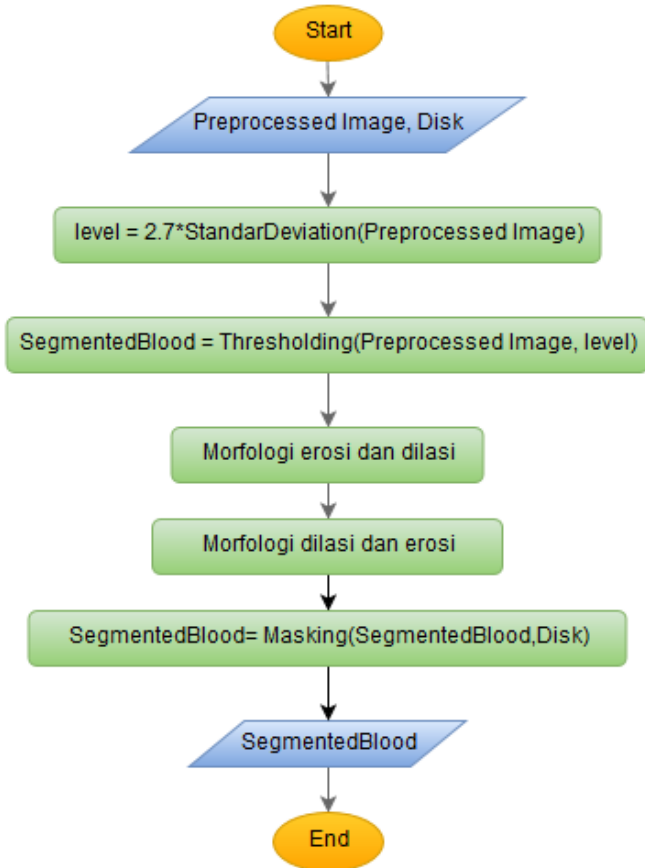 Start
Preprocessed Image, Disk
level = 2.7*StandarDeviation(Preprocessed Image)
SegmentedBlood = Thresholding(Preprocessed Image, level)
Morfologi erosi dan dilasi
Morfologi dilasi dan erosi
SegmentedBlood= Masking(SegmentedBlood,Disk)
SegmentedBlood
End